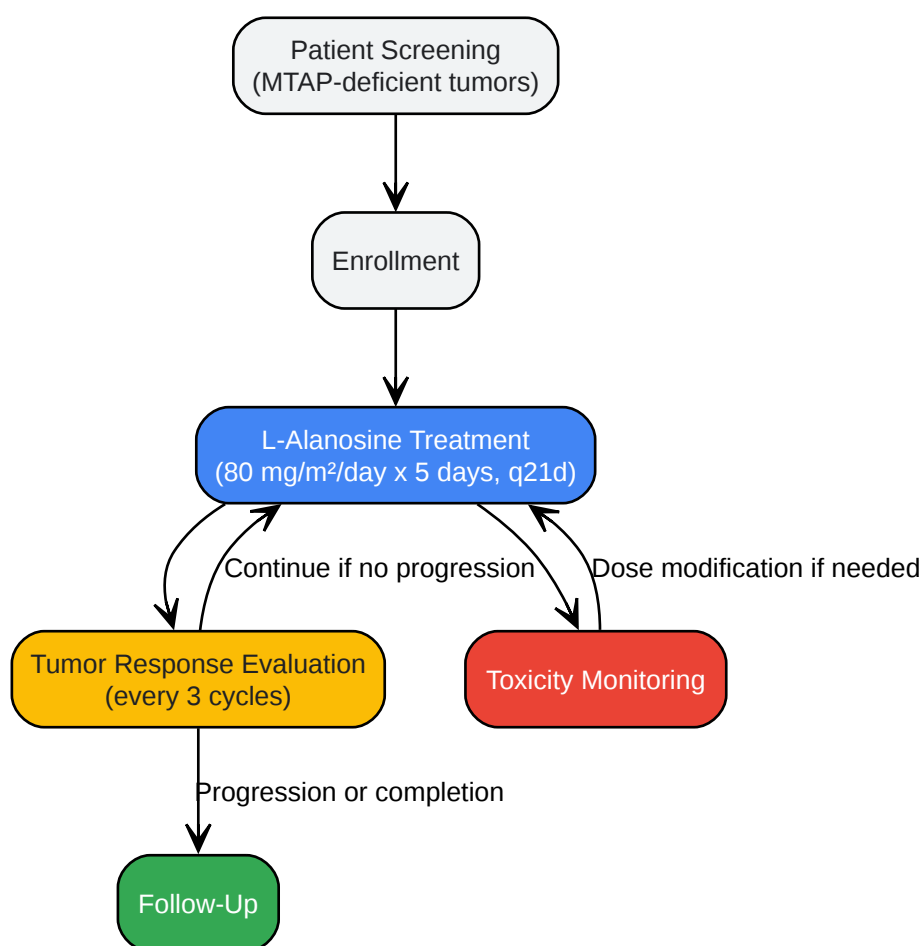 Patient Screening
(MTAP-deficient tumors)
Enrollment
L-Alanosine Treatment
(80 mg/m²/day x 5 days, q21d)
Continue if no progression
Dose modification if needed
Tumor Response Evaluation
(every 3 cycles)
Toxicity Monitoring
Progression or completion
Follow-Up